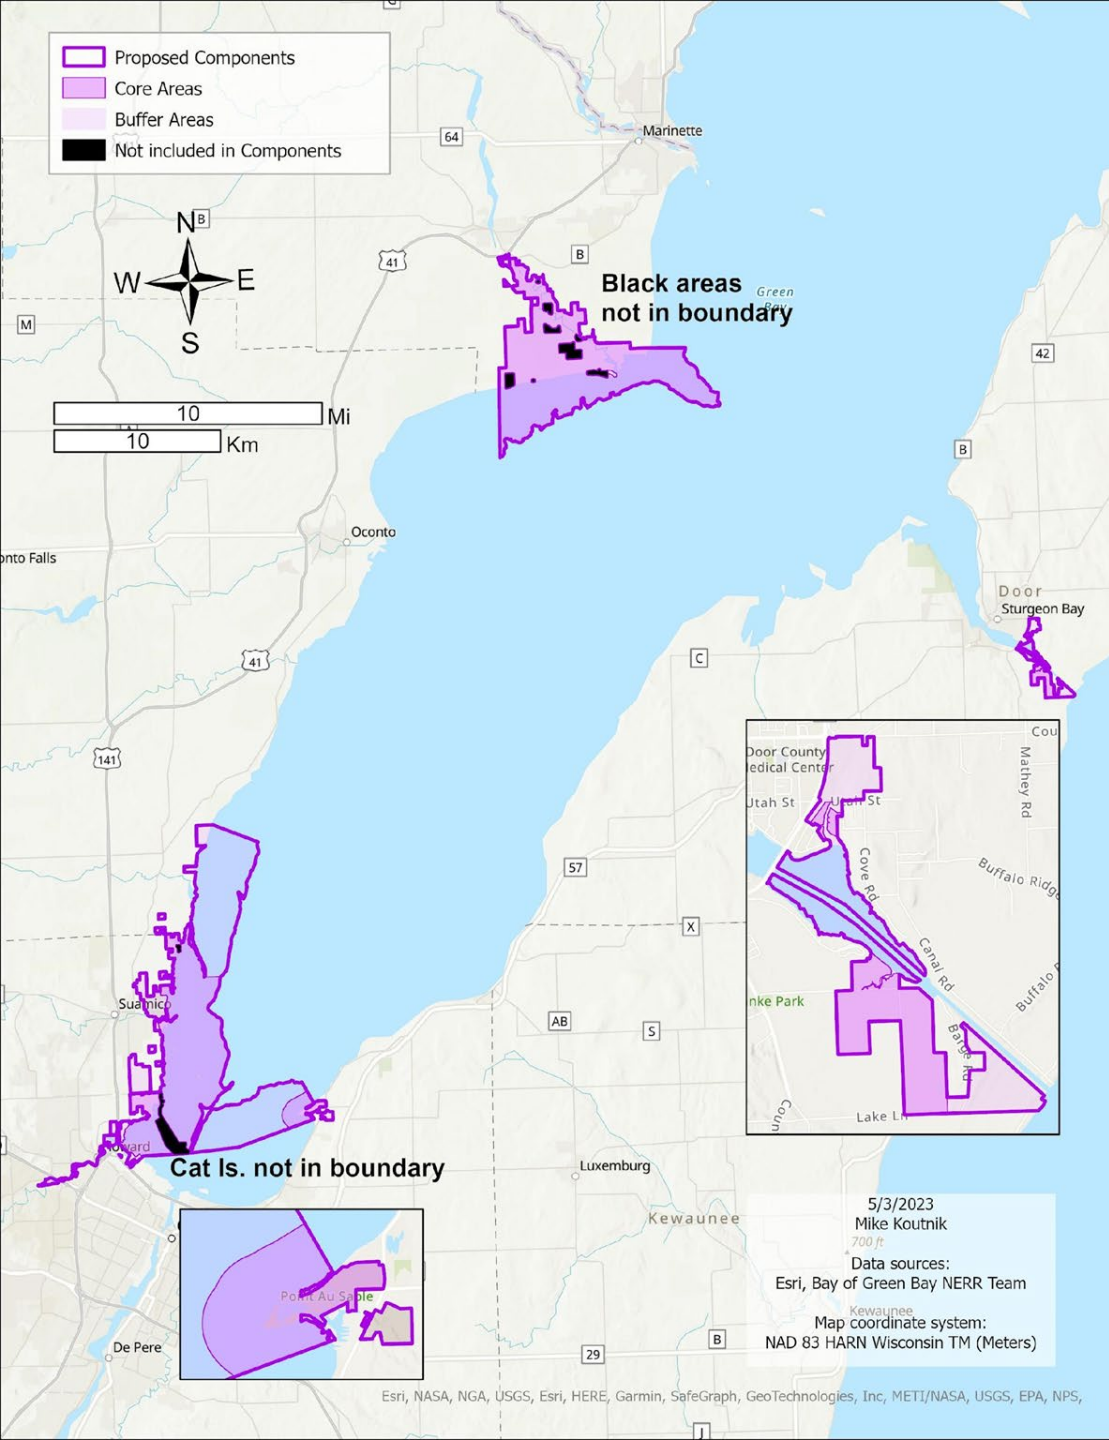 Proposed Components
Core Areas
Buffer Areas
Not included in Components
64
Marinette
N
B
W
E
S
41
B
Black areas
not in boundary
Green
Bay
M
42
10
Mi
10
Km
B
Oconto
onto Falls
Door
Sturgeon Bay
C
41
141
Door County
Medical Center
Cou
Mathey Rd
Utah St
Utah St
Cove Rd
Buffalo Ridge
57
X
Canal Rd
Buffalo
nke Park
Barge Rd
Conn
Lake Ln
Suamico
AB
S
Howard
Cat Is. not in boundary
Luxemburg
Kewaunee
Point Au Sable
5/3/2023
Mike Koutnik
700 ft
Data sources:
Esri, Bay of Green Bay NERR Team
Kewaunee
Map coordinate system:
NAD 83 HARN Wisconsin TM (Meters)
De Pere
B
29
Esri, NASA, NGA, USGS, Esri, HERE, Garmin, SafeGraph, GeoTechnologies, Inc, METI/NASA, USGS, EPA, NPS,
J